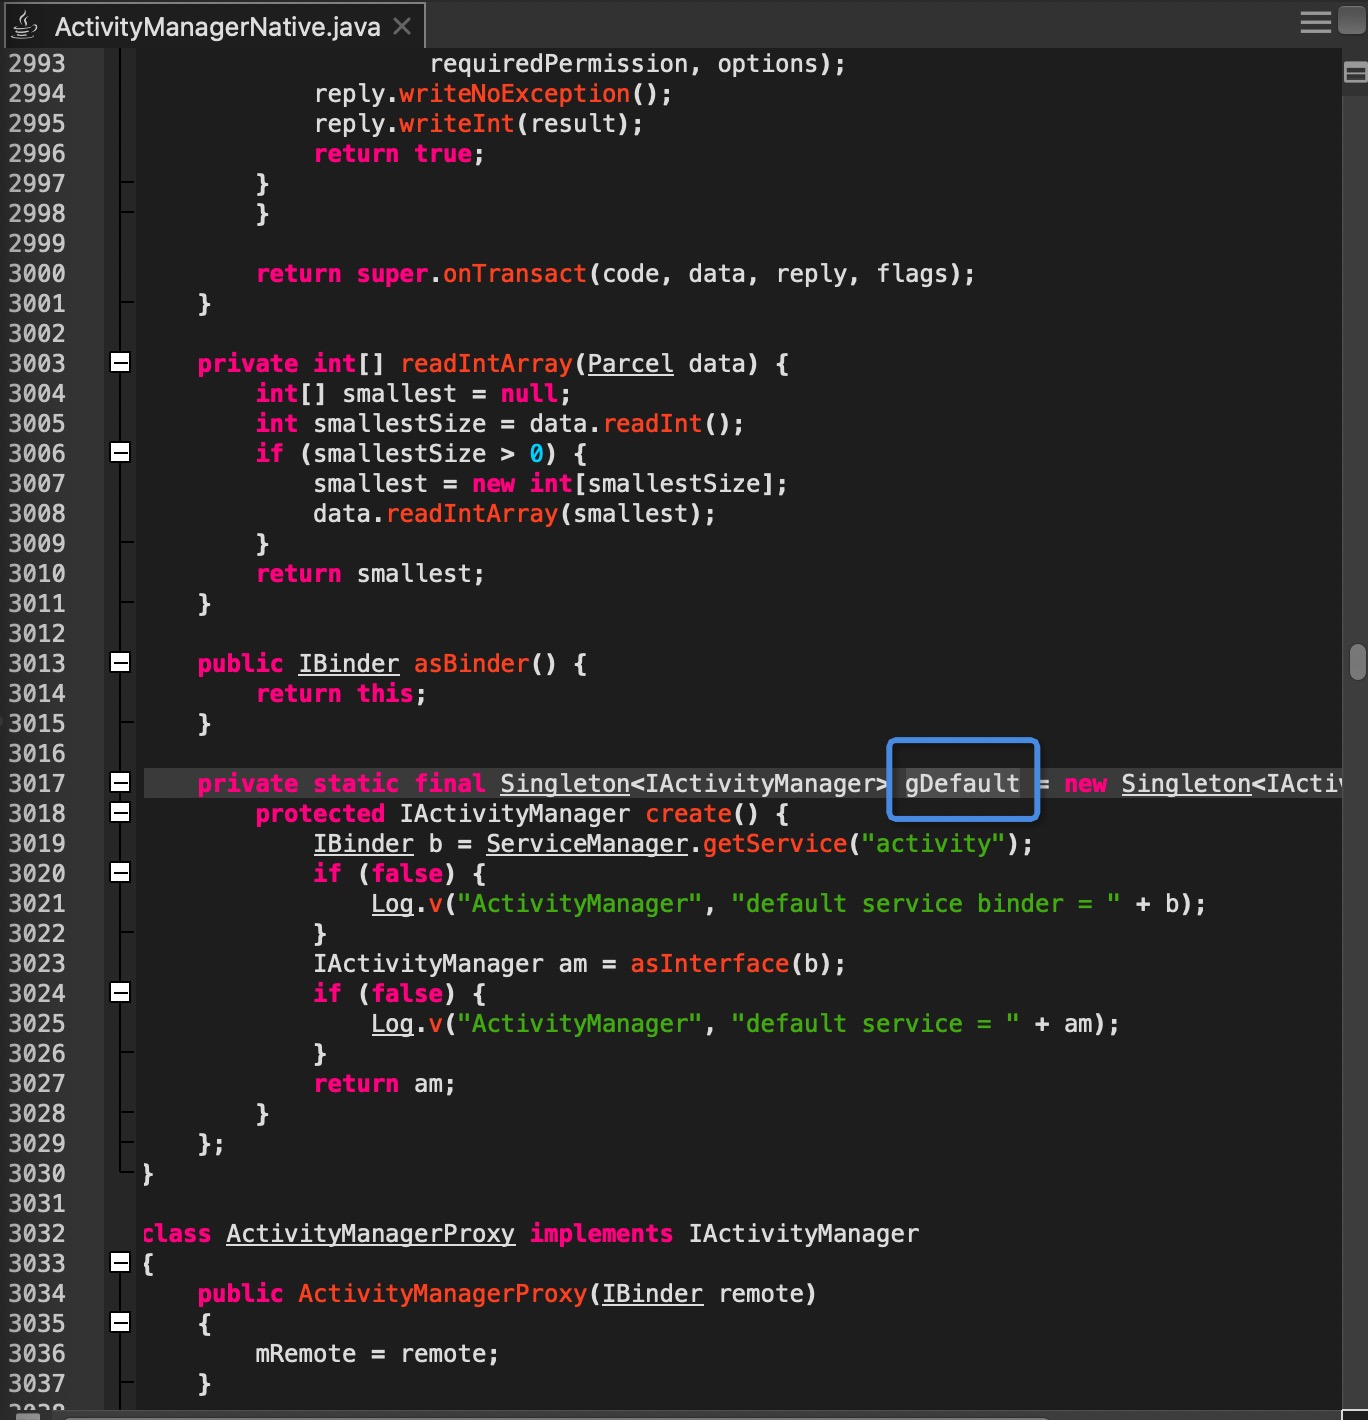 ActivityManagerNative.java
2993 requiredPermission, options);
2994 reply.writeNoException();
2995 reply.writeInt(result);
2996 return true;
2997 }
2998 }
2999
3000 return super.onTransact(code, data, reply, flags);
3001 }
3002
3003 private int[] readIntArray(Parcel data) {
3004 int[] smallest = null;
3005 int smallestSize = data.readInt();
3006 if (smallestSize > 0) {
3007 smallest = new int[smallestSize];
3008 data.readIntArray(smallest);
3009 }
3010 return smallest;
3011 }
3012
3013 public IBinder asBinder() {
3014 return this;
3015 }
3016
3017 private static final Singleton<IActivityManager> gDefault = new Singleton<IActiv
3018 protected IActivityManager create() {
3019 IBinder b = ServiceManager.getService("activity");
3020 if (false) {
3021 Log.v("ActivityManager", "default service binder = " + b);
3022 }
3023 IActivityManager am = asInterface(b);
3024 if (false) {
3025 Log.v("ActivityManager", "default service = " + am);
3026 }
3027 return am;
3028 }
3029 };
3030 }
3031
3032 class ActivityManagerProxy implements IActivityManager
3033 {
3034 public ActivityManagerProxy(IBinder remote)
3035 {
3036 mRemote = remote;
3037 }